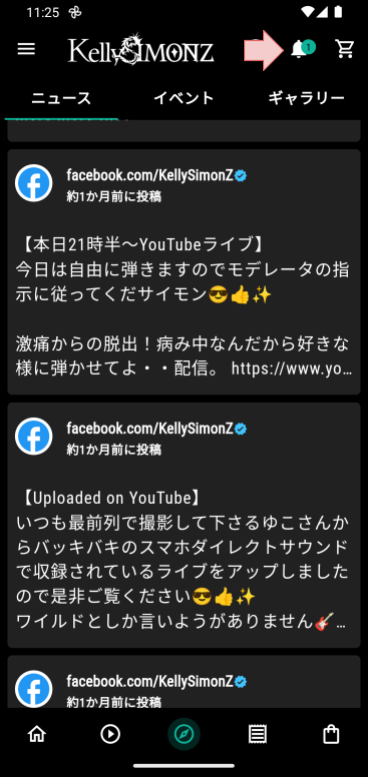 11:25
KellySIMONZ
1
ニュース イベント ギャラリー
facebook.com/KellySimonZ
約1か月前に投稿
【本日21時半〜YouTubeライブ】
今日は自由に弾きますのでモデレータの指
示に従ってくださイモン😎👍✨
激痛からの脱出！病み中なんだから好きな
様に弾かせてよ・・配信。 https://www.yo…
facebook.com/KellySimonZ
約1か月前に投稿
【Uploaded on YouTube】
いつも最前列で撮影して下さるゆこさんか
らバッキバキのスマホダイレクトサウンド
で収録されているライブをアップしました
ので是非ご覧ください😎👍✨
ワイルドとしか言いようがありません🎸…
facebook.com/KellySimonZ
約1か月前に投稿